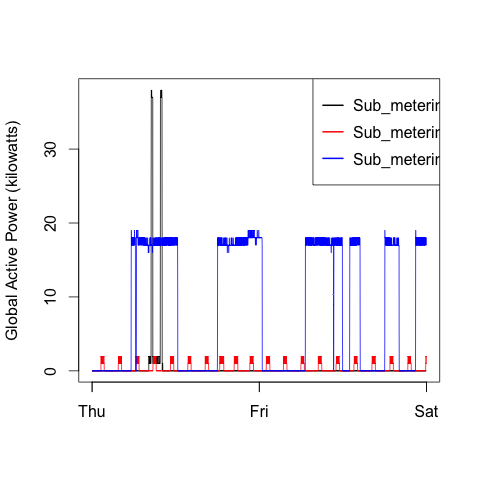 Global Active Power (kilowatts)
30
20
10
0
Thu
Fri
Sat
Sub_meterin
Sub_meterin
Sub_meterin